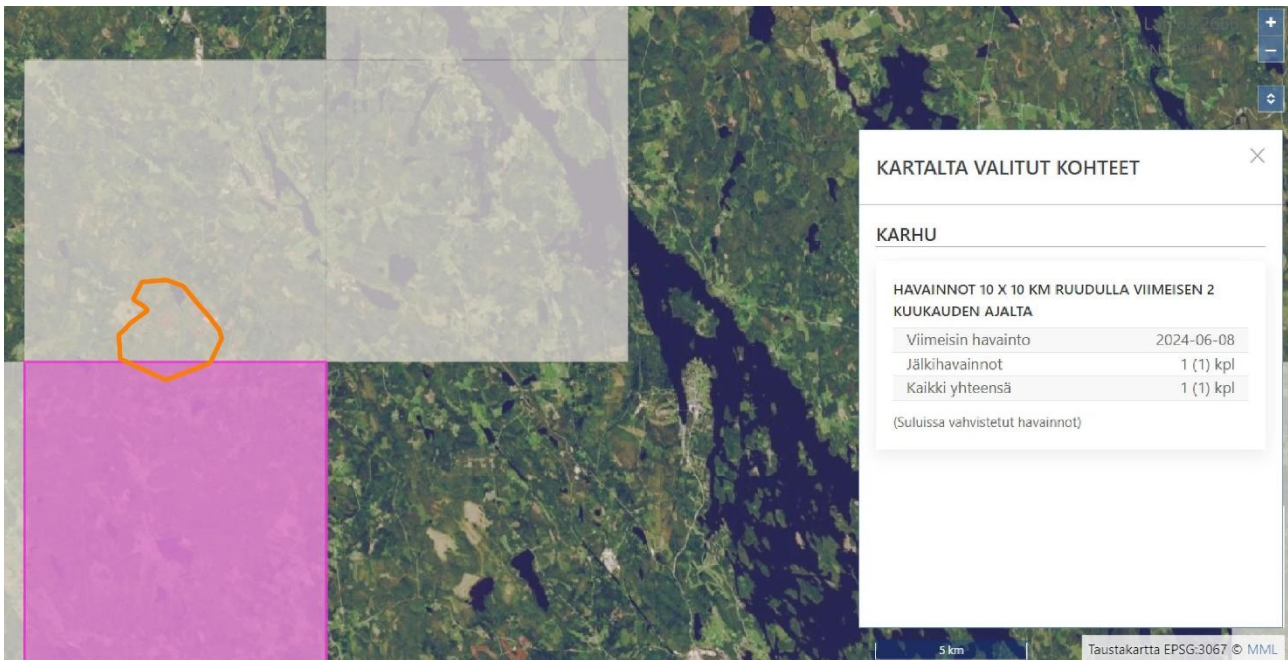 +
−
KARTALTA VALITUT KOHTEET
KARHU
HAVAINNOT 10 X 10 KM RUUDULLA VIIMEISEN 2
KUUKAUDEN AJALTA
Viimeisin havainto 2024-06-08
Jälkihavainnot 1 (1) kpl
Kaikki yhteensä 1 (1) kpl
(Suluissa vahvistetut havainnot)
5 km
Taustakartta EPSG:3067 © MML